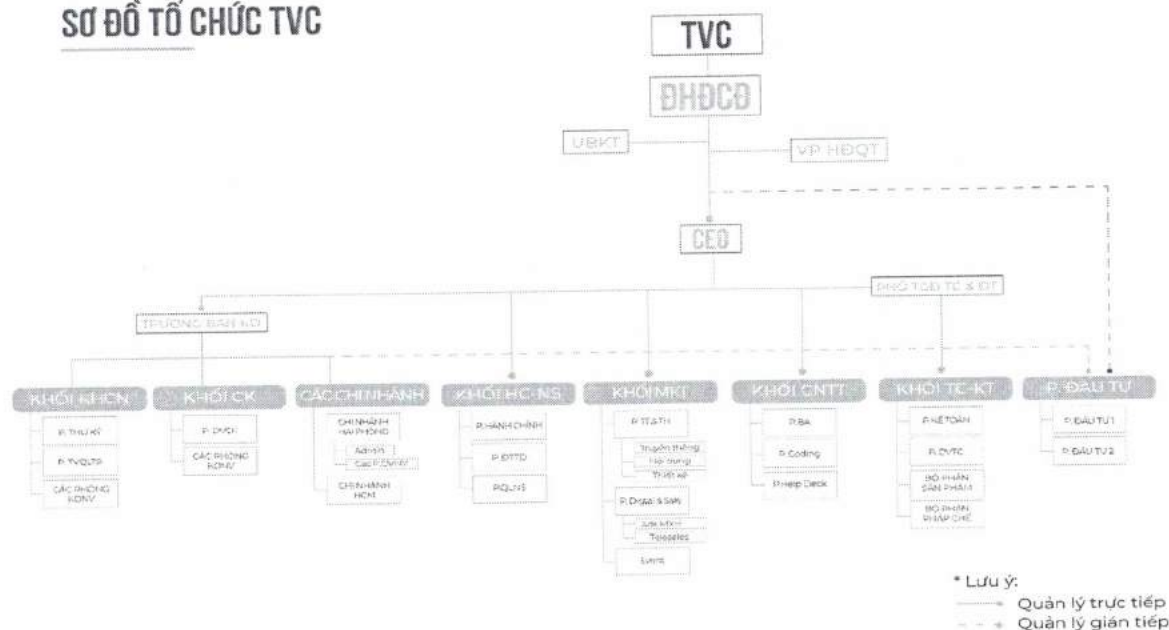 SƠ ĐỒ TỔ CHỨC TVC
TVC
ĐHĐCĐ
UBKT
VP HĐQT
CEO
PHÓ TGĐ TC & ĐT
TRƯỞNG BAN KD
KHỐI KHCN
KHỐI CK
CÁC CHI NHÁNH
KHỐI HC-NS
KHỐI MKT
KHỐI CNTT
KHỐI TC-KT
P. ĐẦU TƯ
P. THƯ KÝ
P. TVQLTS
CÁC PHÒNG
KDNV
P. DVCK
CÁC PHÒNG
KDNV
CHI NHÁNH
HẢI PHÒNG
Admin
CHI NHÁNH
HCM
P.HÀNH CHÍNH
P.ĐTTD
P.QLNS
P. TT&TH
Truyền thông
Nội dung
Thiết kế
P. Digital & Sale
Telesales
Event
P.BA
P. Coding
P.Help Deck
P. KẾ TOÁN
P. DVTC
BỘ PHẬN
SẢN PHẨM
BỘ PHẬN
PHÁP CHẾ
P. ĐẦU TƯ 1
P. ĐẦU TƯ 2
* Lưu ý:
Quản lý trực tiếp
Quản lý gián tiếp